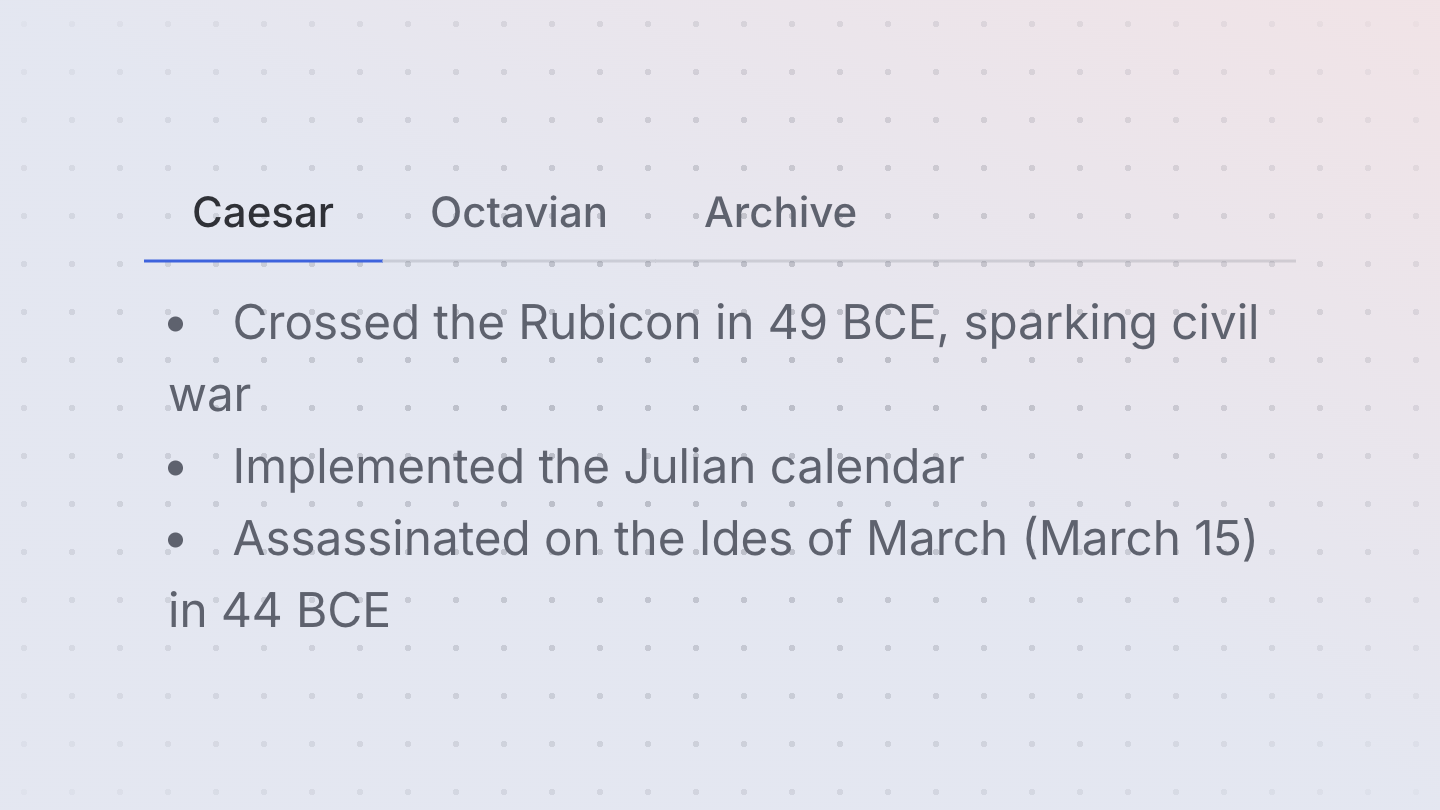 Caesar Octavian Archive
• Crossed the Rubicon in 49 BCE, sparking civil
war
• Implemented the Julian calendar
• Assassinated on the Ides of March (March 15)
in 44 BCE